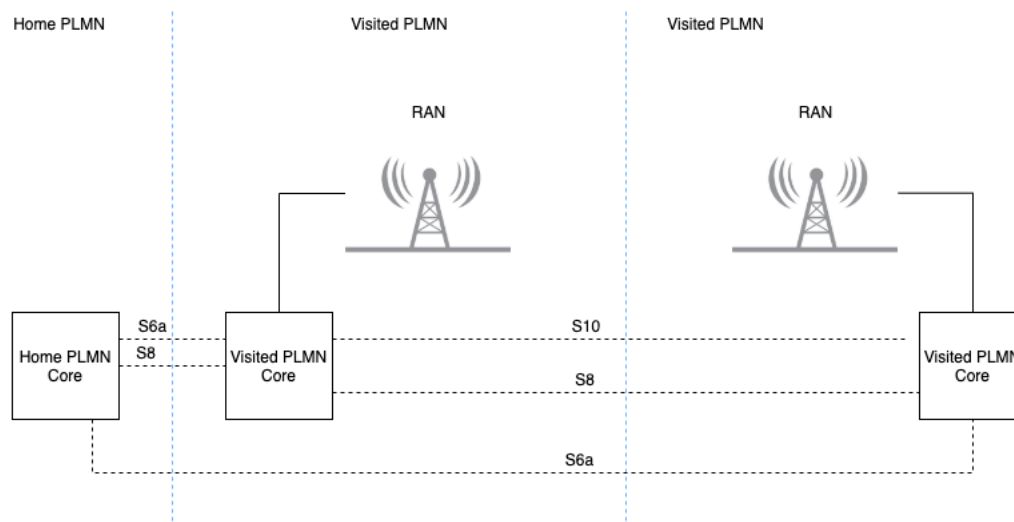 Home PLMN
Visited PLMN
Visited PLMN
RAN
RAN
S6a
S10
Home PLMN
Core
S8
Visited PLMN
Core
S8
Visited PLMN
Core
S6a